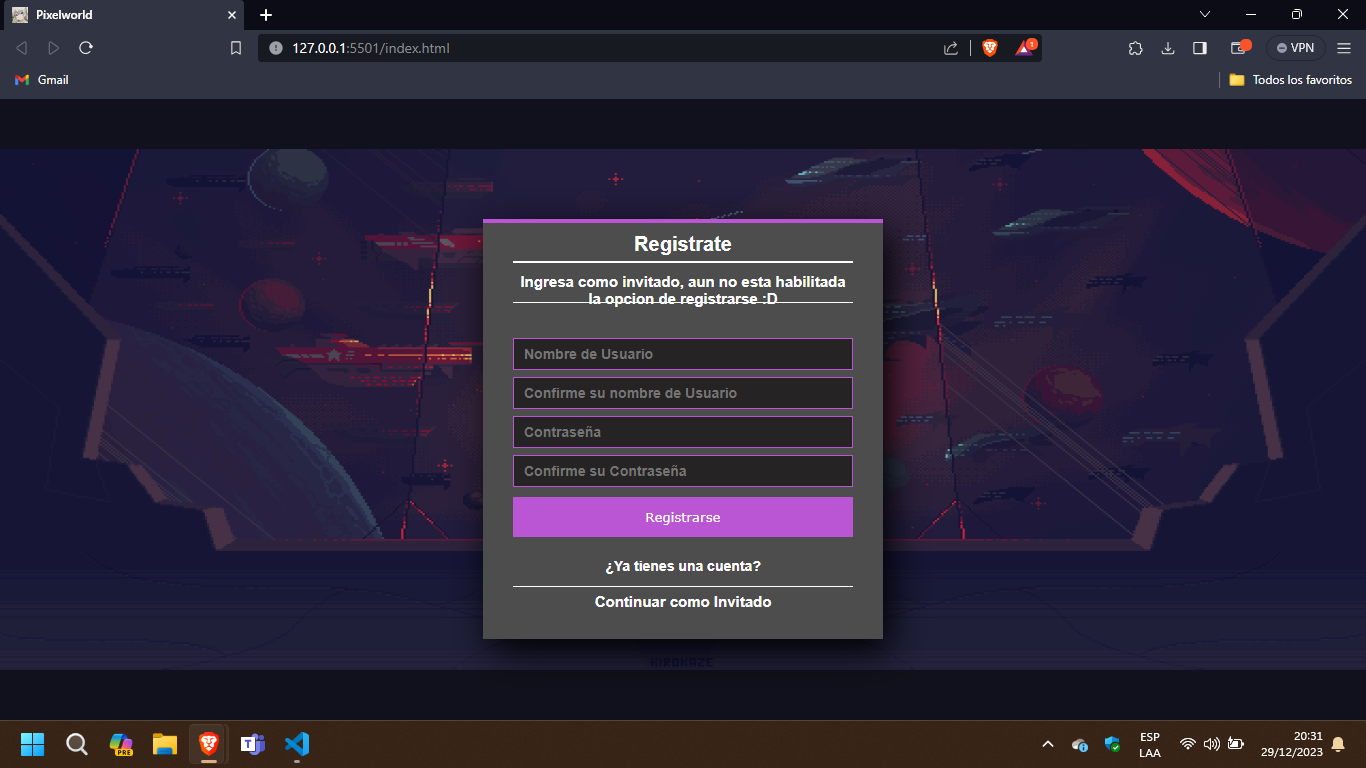 Pixelworld
127.0.0.1:5501/index.html
1
VPN
Gmail
Todos los favoritos
Registrate
Ingresa como invitado, aun no esta habilitada
la opcion de registrarse :D
Nombre de Usuario
Confirme su nombre de Usuario
Contraseña
Confirme su Contraseña
Registrarse
¿Ya tienes una cuenta?
Continuar como Invitado
KIROKAZE
PRE
ESP
LAA
20:31
29/12/2023